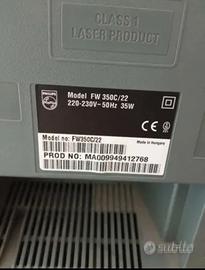 CLASS 1
LASER PRODUCT
PHILIPS
Model FW 350C/22
220-230V~50Hz 35W
CE
Made in Hungary
Model no: FW350C/22
PROD NO: MA009949412768
subito